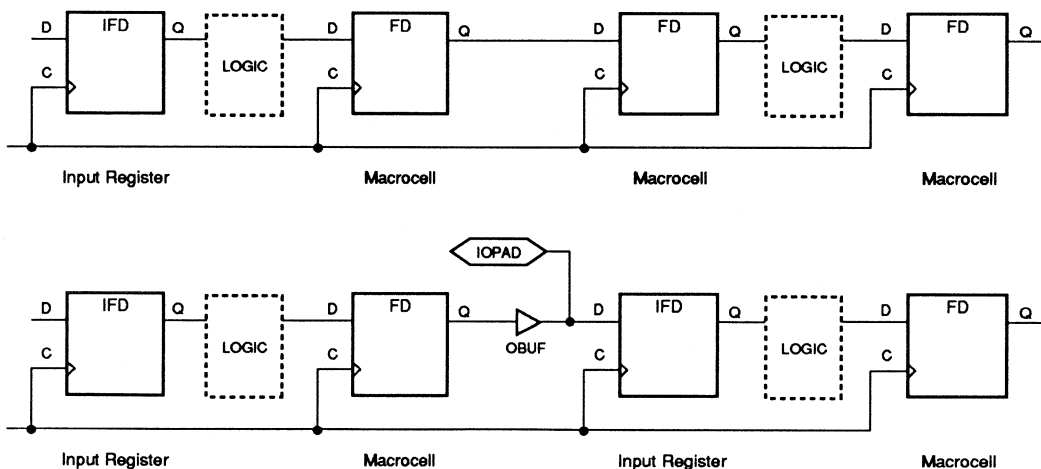 IFD FD FD FD
D Q D Q D Q D Q
LOGIC LOGIC
C C C C
Input Register Macrocell Macrocell Macrocell
IOPAD
IFD FD IFD FD
D Q D Q D Q D Q
LOGIC OBUF LOGIC
C C C C
Input Register Macrocell Input Register Macrocell